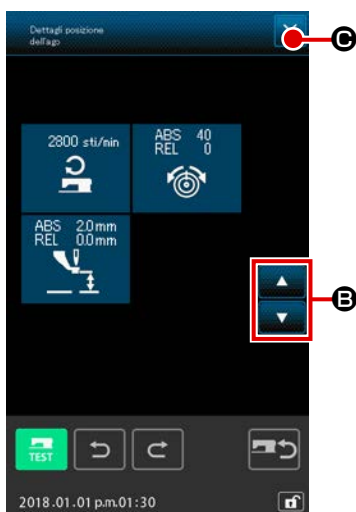 Dettagli posizione
dell'ago
C
2800 sti/nin
ABS 40
REL 0
ABS 2.0mm
REL 0.0mm
B
TEST
2018.01.01 p.m.01:30